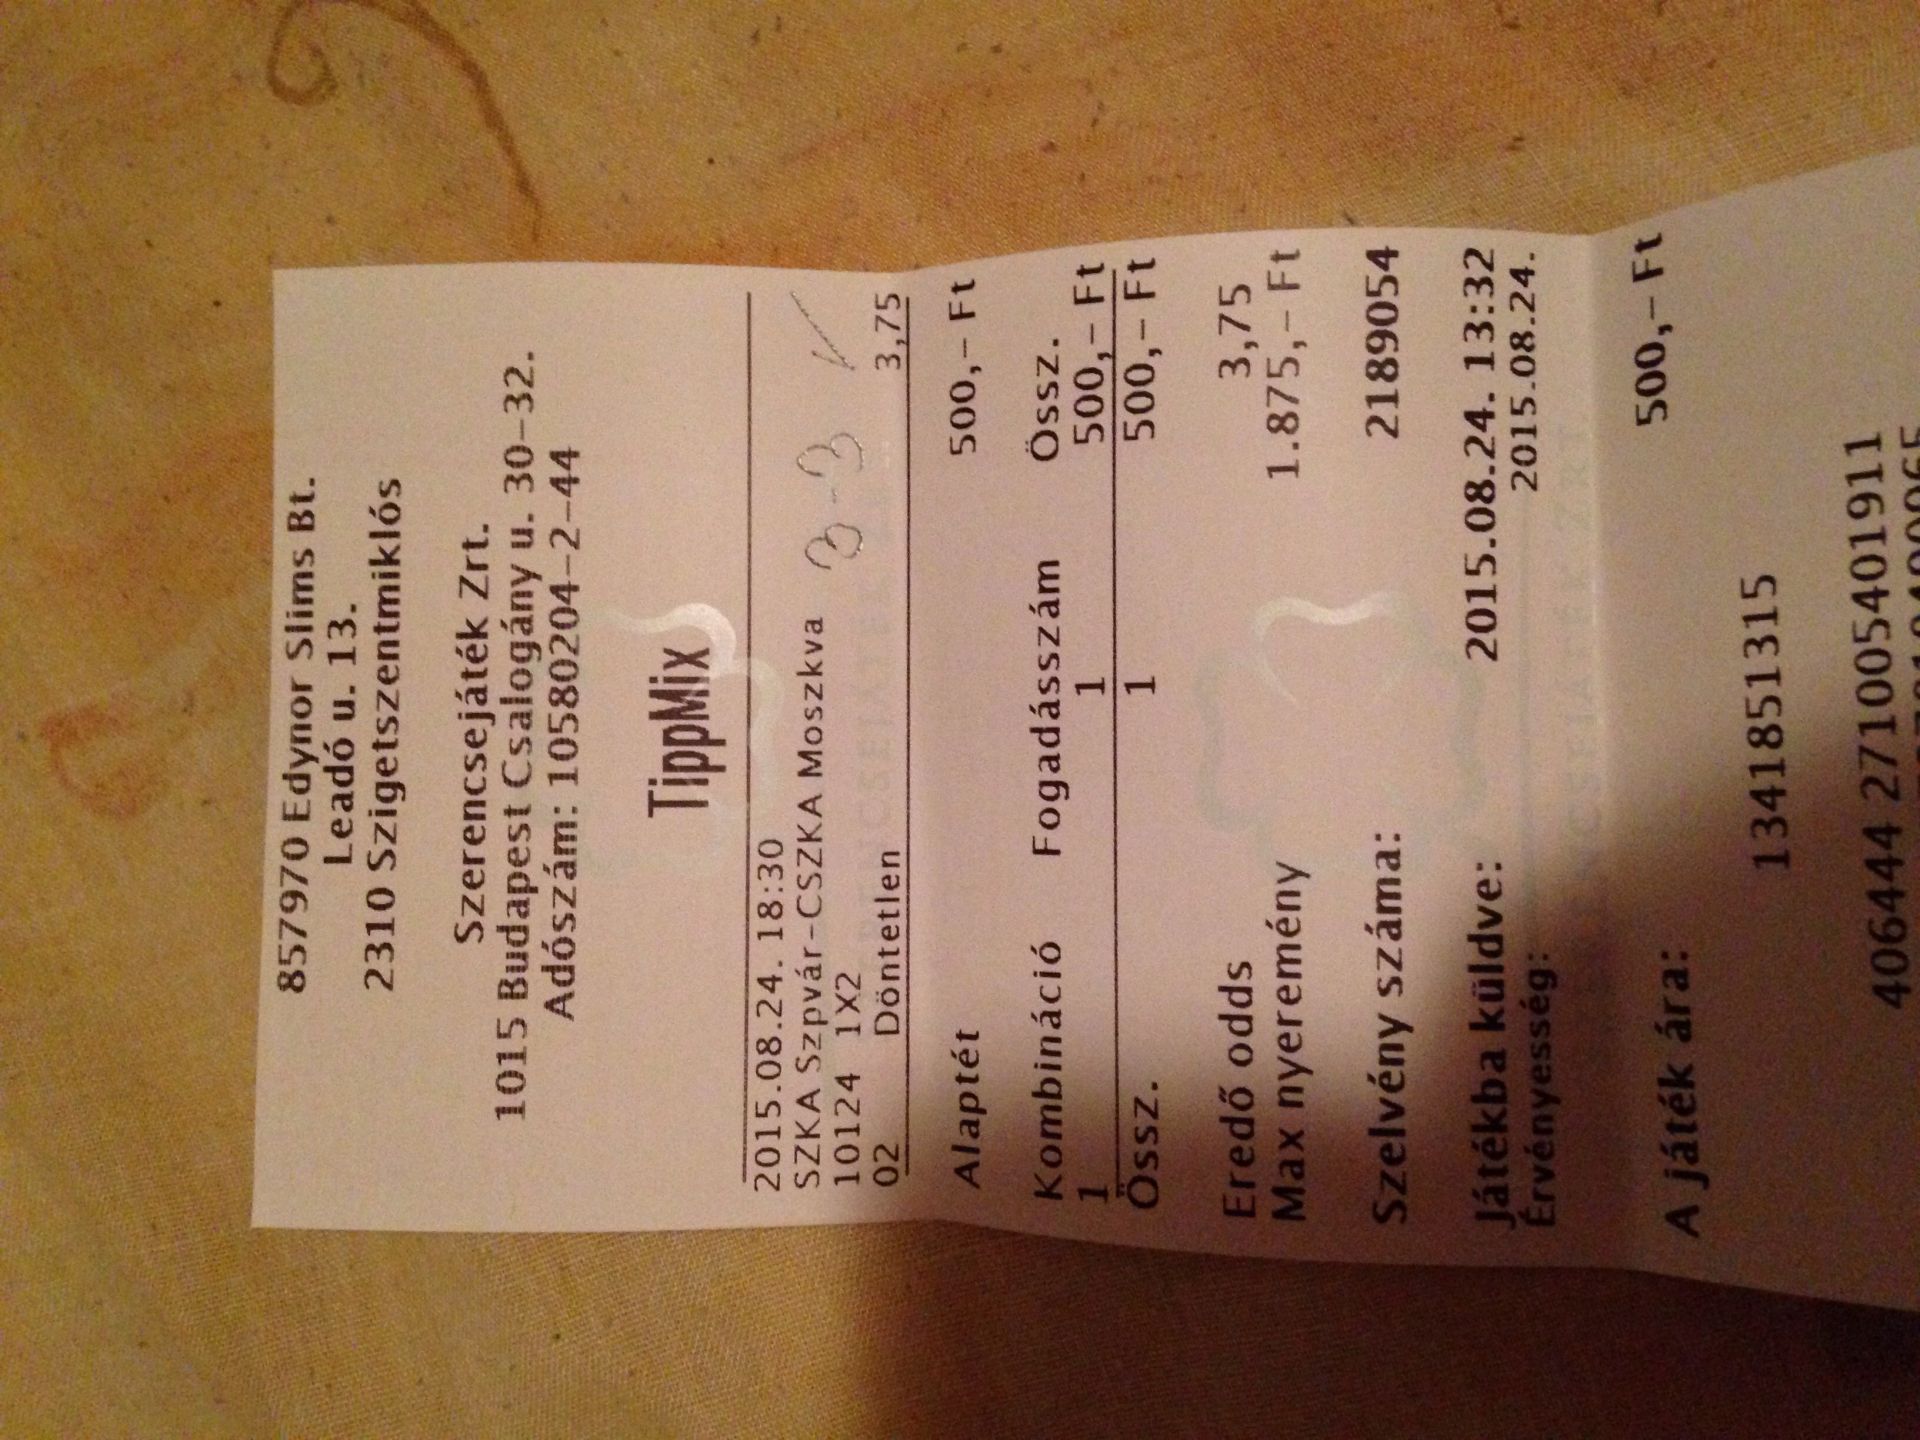 857970 Edynor Slims Bt.
Leadó u. 13.
2310 Szigetszentmiklós
Szerencsejáték Zrt.
1015 Budapest Csalogány u. 30-32.
Adószám: 10580204-2-44
TippMix
2015.08.24. 18:30
SZKA Szpvár-CSZKA Moszkva 3-3 ✓
10124 1X2
02 Döntetlen 3,75
Alaptét 500,- Ft
Kombináció Fogadásszám Össz.
1 1 500,- Ft
Össz. 1 500,- Ft
Eredő odds 3,75
Max nyeremény 1.875,- Ft
Szelvény száma: 2189054
Játékba küldve: 2015.08.24. 13:32
Érvényesség: 2015.08.24.
A játék ára: 500,- Ft
1341851315
406444 271005401911